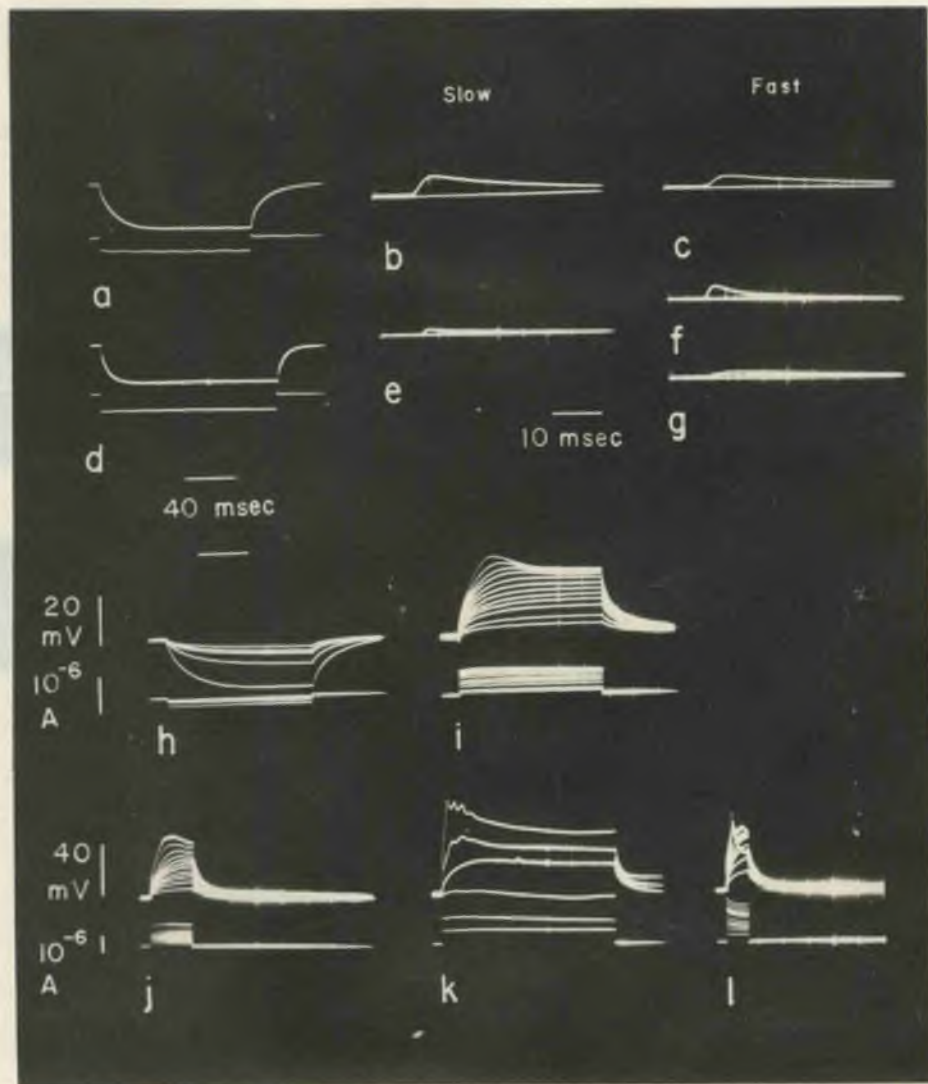 Slow Fast
a b c
f
d e g
10 msec
40 msec
20
mV
10⁻⁶
A
h i
40
mV
10⁻⁶
A
j k l